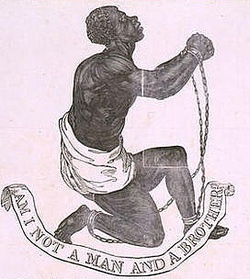 AM I NOT A MAN AND A BROTHER